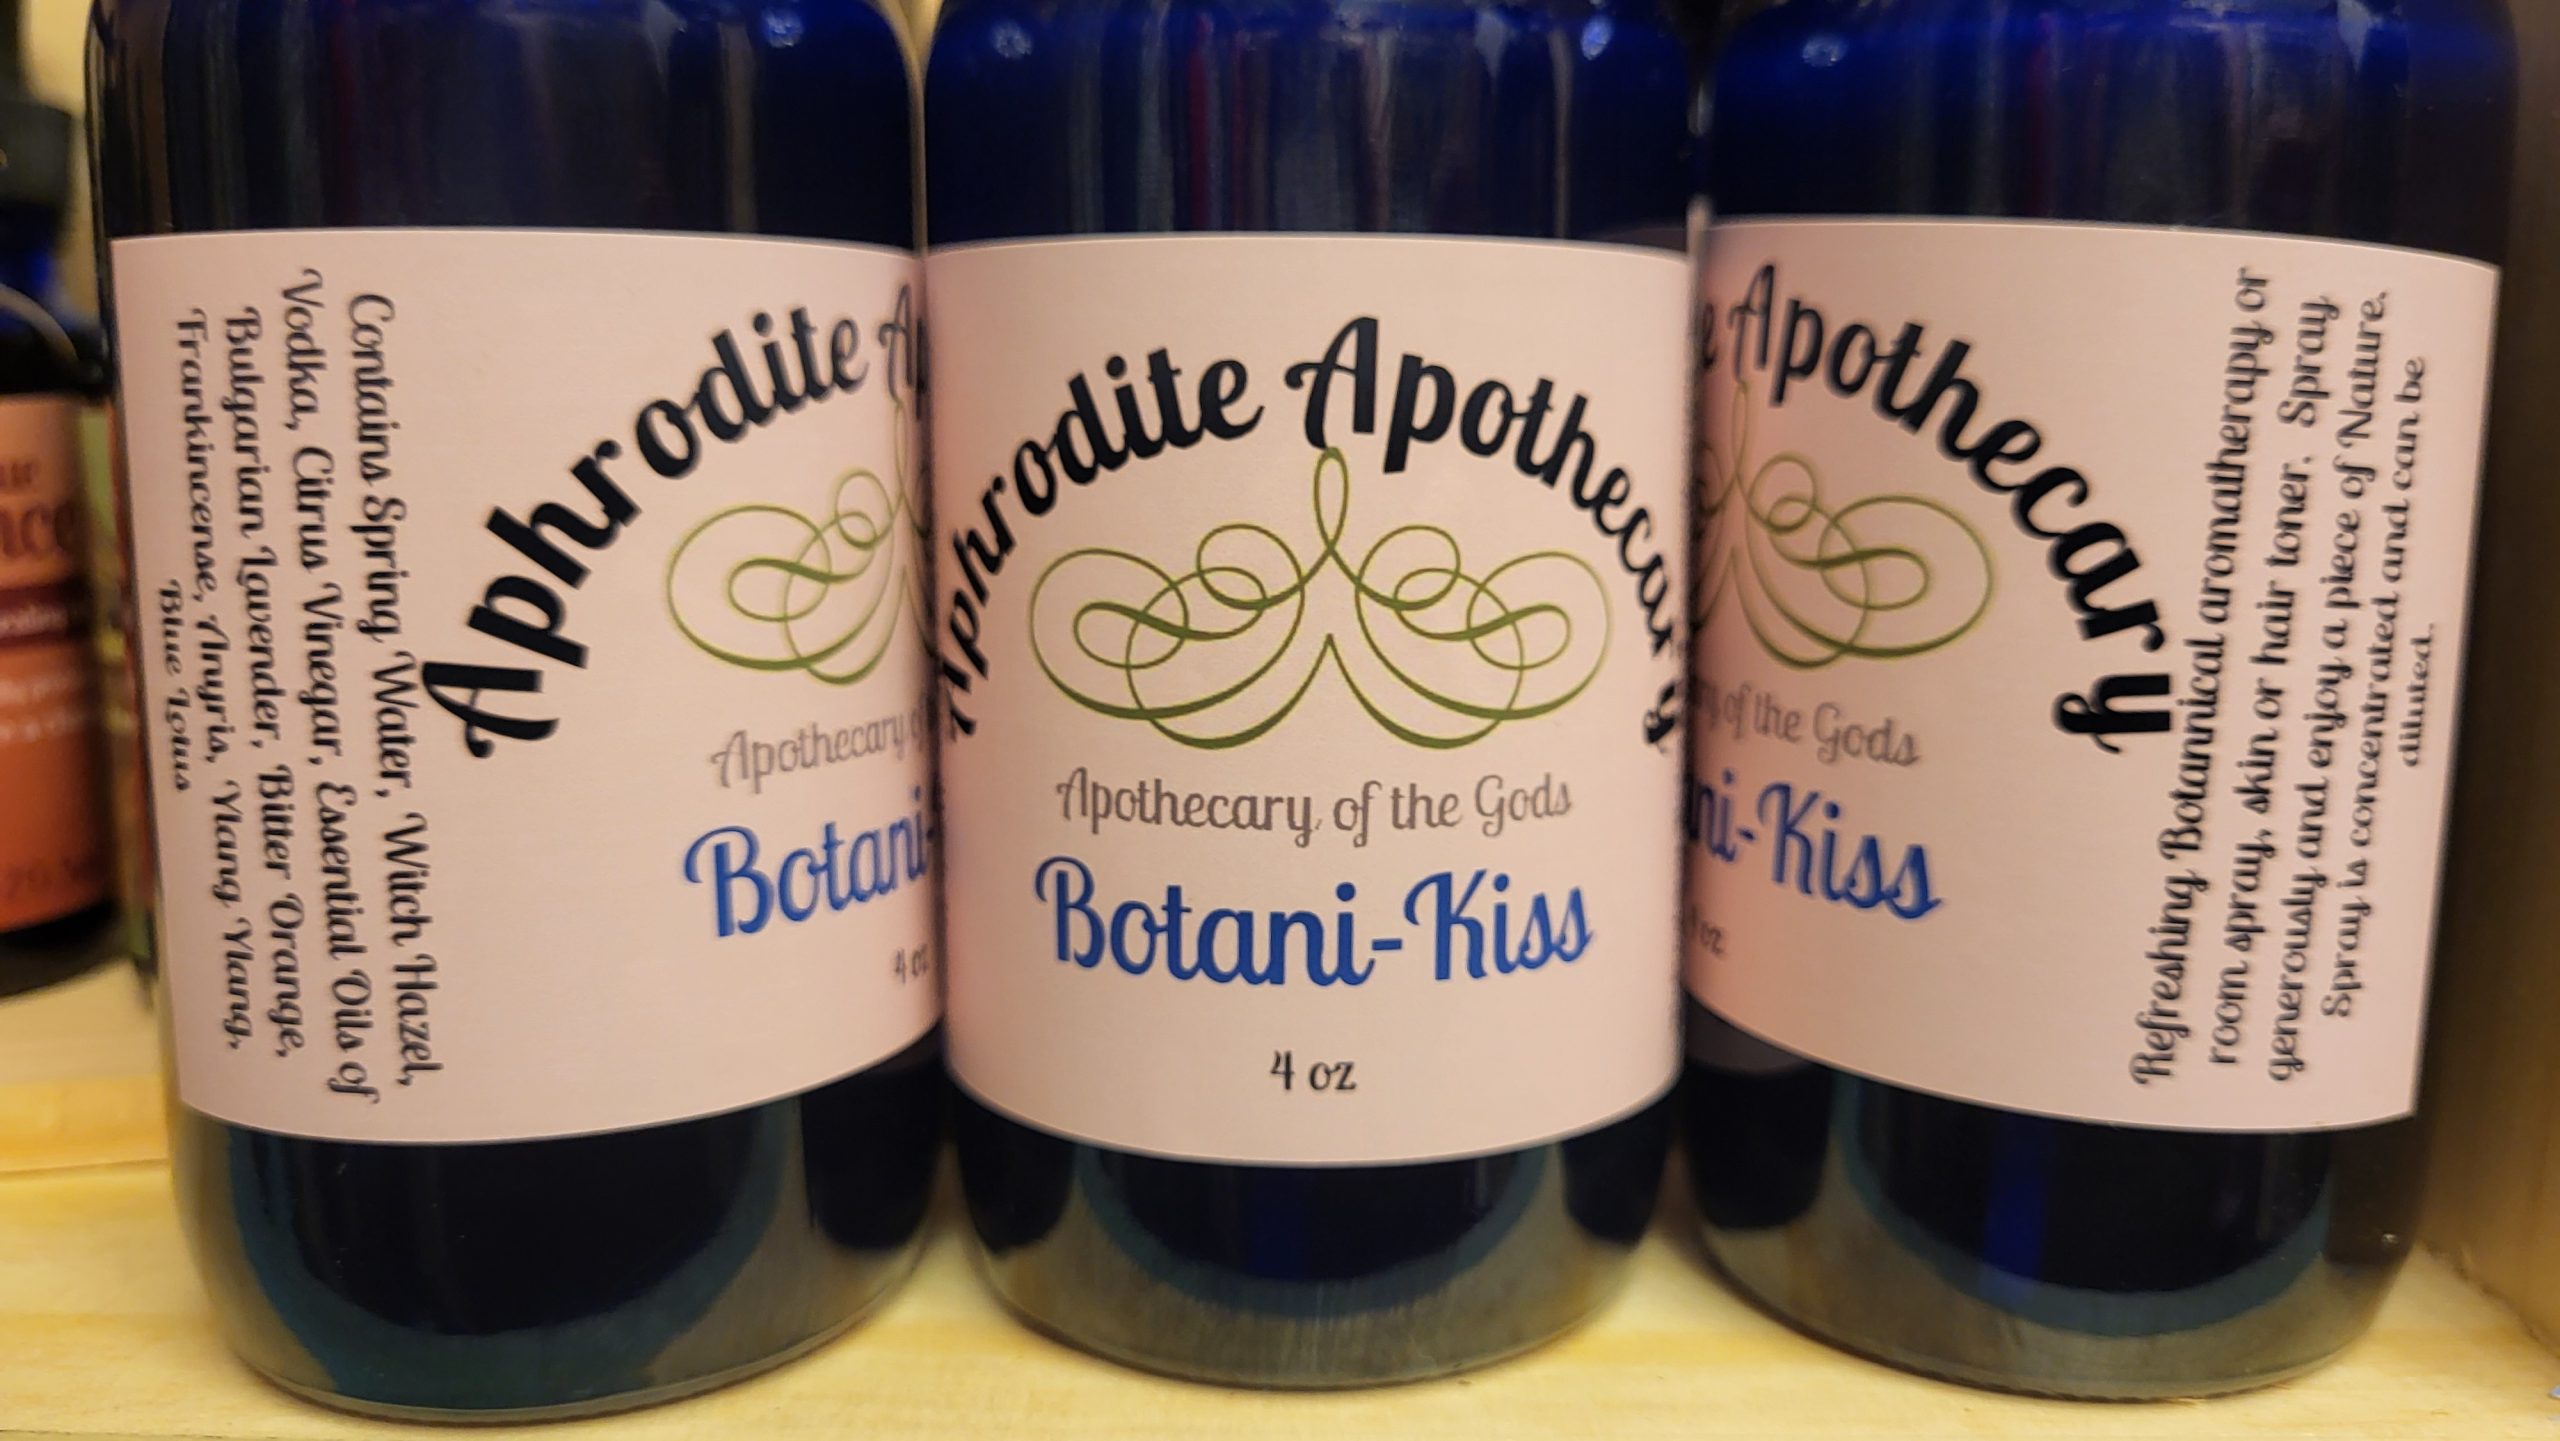 Contains Spring Water, Witch Hazel,
Vodka, Citrus Vinegar, Essential Oils of
Bulgarian Lavender, Bitter Orange,
Frankincense, Amyris, Ylang Ylang,
Blue Lotus
Aphrodite Ap
Apothecary of
Botani-
4 oz
Aphrodite Apothecary
Apothecary of the Gods
Botani-Kiss
4 oz
e Apothecary
of the Gods
ni-Kiss
oz
Refreshing Botannical aromatherapy or
room spray, skin or hair toner. Spray
generously and enjoy a piece of Nature.
Spray is concentrated and can be
diluted.